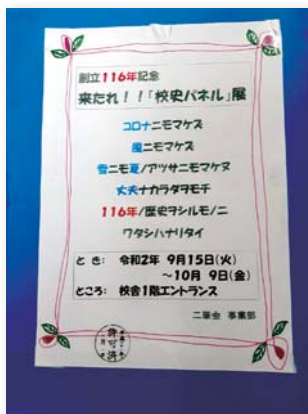 創立116年記念
来たれ！！「校史パネル」展
コロナニモマケズ
風ニモマケズ
雪ニモ夏ノアツサニモマケヌ
丈夫ナカラダヲモチ
116年ノ歴史ヲシルモノニ
ワタシハナリタイ
とき：令和2年 9月15日(火)
～10月 9日(金)
ところ：校舎1階エントランス
二華会 事業部
許可済